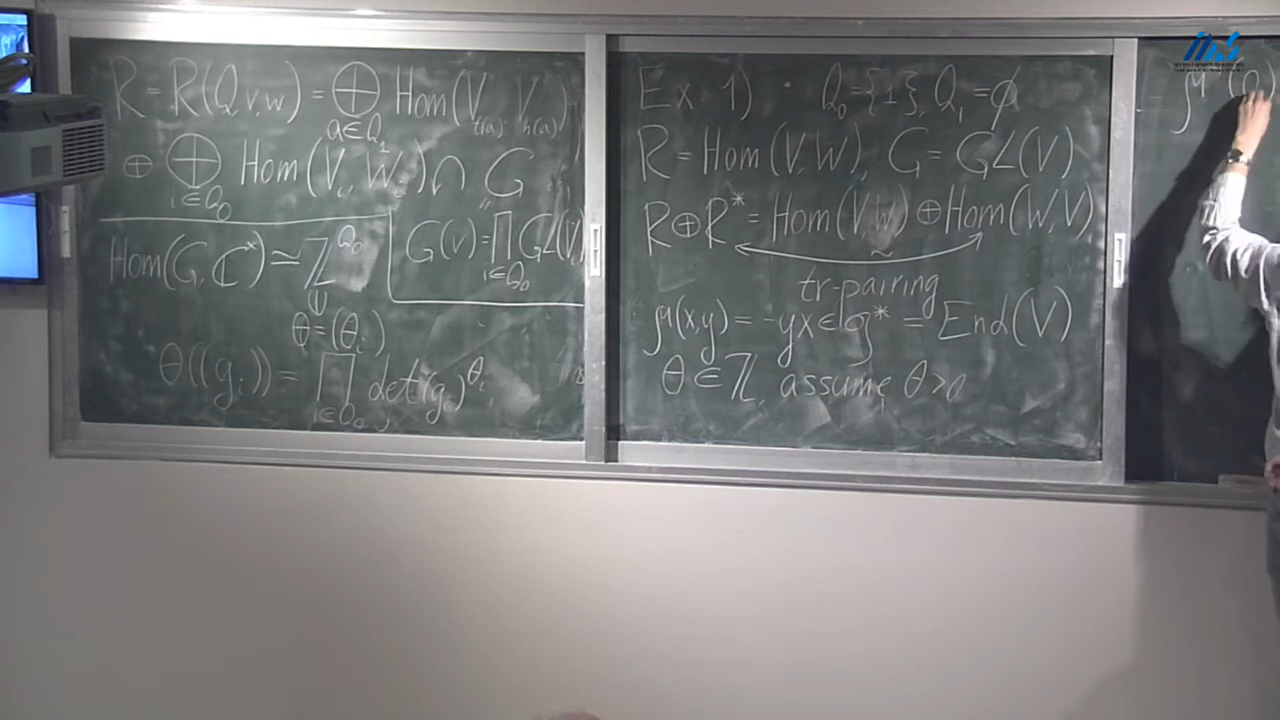 R = R(Q,v,w) = ⊕_{a∈Q_1} Hom(V_{t(a)}, V_{h(a)})
⊕ ⊕_{i∈Q_0} Hom(V_i, W_i) ∩ G
Hom(G, ℂ^×) ≃ ℤ^{Q_0}
G(v) = ∏_{i∈Q_0} GL(V_i)
θ = (θ_i)
θ((g_i)) = ∏_{i∈Q_0} det(g_i)^{θ_i}
Ex 1) · Q_0={1}, Q_1=ϕ
R = Hom(V,W), G = GL(V)
R⊕R* = Hom(V,W) ⊕ Hom(W,V)
~
tr-pairing
μ(x,y) = -yx ∈ 𝔤* = End(V)
θ ∈ ℤ, assume θ>0
μ (0)